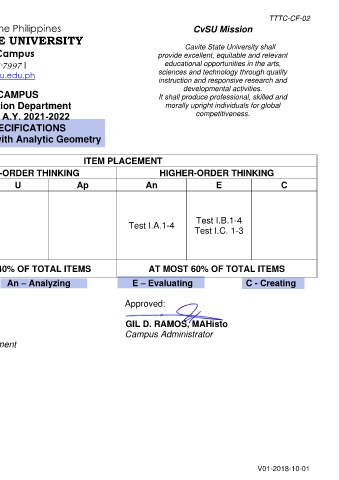 TTTC-CF-02
he Philippines
E UNIVERSITY
Campus
7997 |
u.edu.ph
CvSU Mission
Cavite State University shall
provide excellent, equitable and relevant
educational opportunities in the arts,
sciences and technology through quality
instruction and responsive research and
developmental activities.
It shall produce professional, skilled and
morally upright individuals for global
competitiveness.
CAMPUS
tion Department
A.Y. 2021-2022
ECIFICATIONS
with Analytic Geometry
ITEM PLACEMENT
-ORDER THINKING HIGHER-ORDER THINKING
U Ap An E C
Test I.A.1-4
Test I.B.1-4
Test I.C. 1-3
40% OF TOTAL ITEMS AT MOST 60% OF TOTAL ITEMS
An – Analyzing E – Evaluating C - Creating
Approved:
GIL D. RAMOS, MAHisto
Campus Administrator
ment
V01-2018-10-01